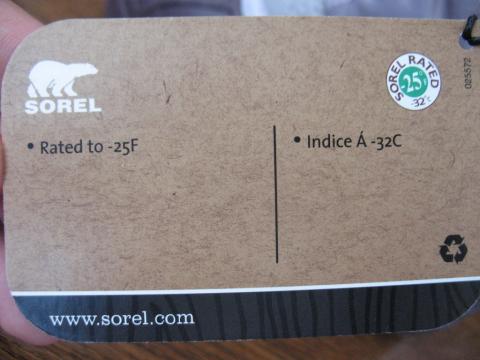 SOREL
SOREL RATED
-25°F
-32°C
025572
• Rated to -25F
• Indice Á -32C
www.sorel.com